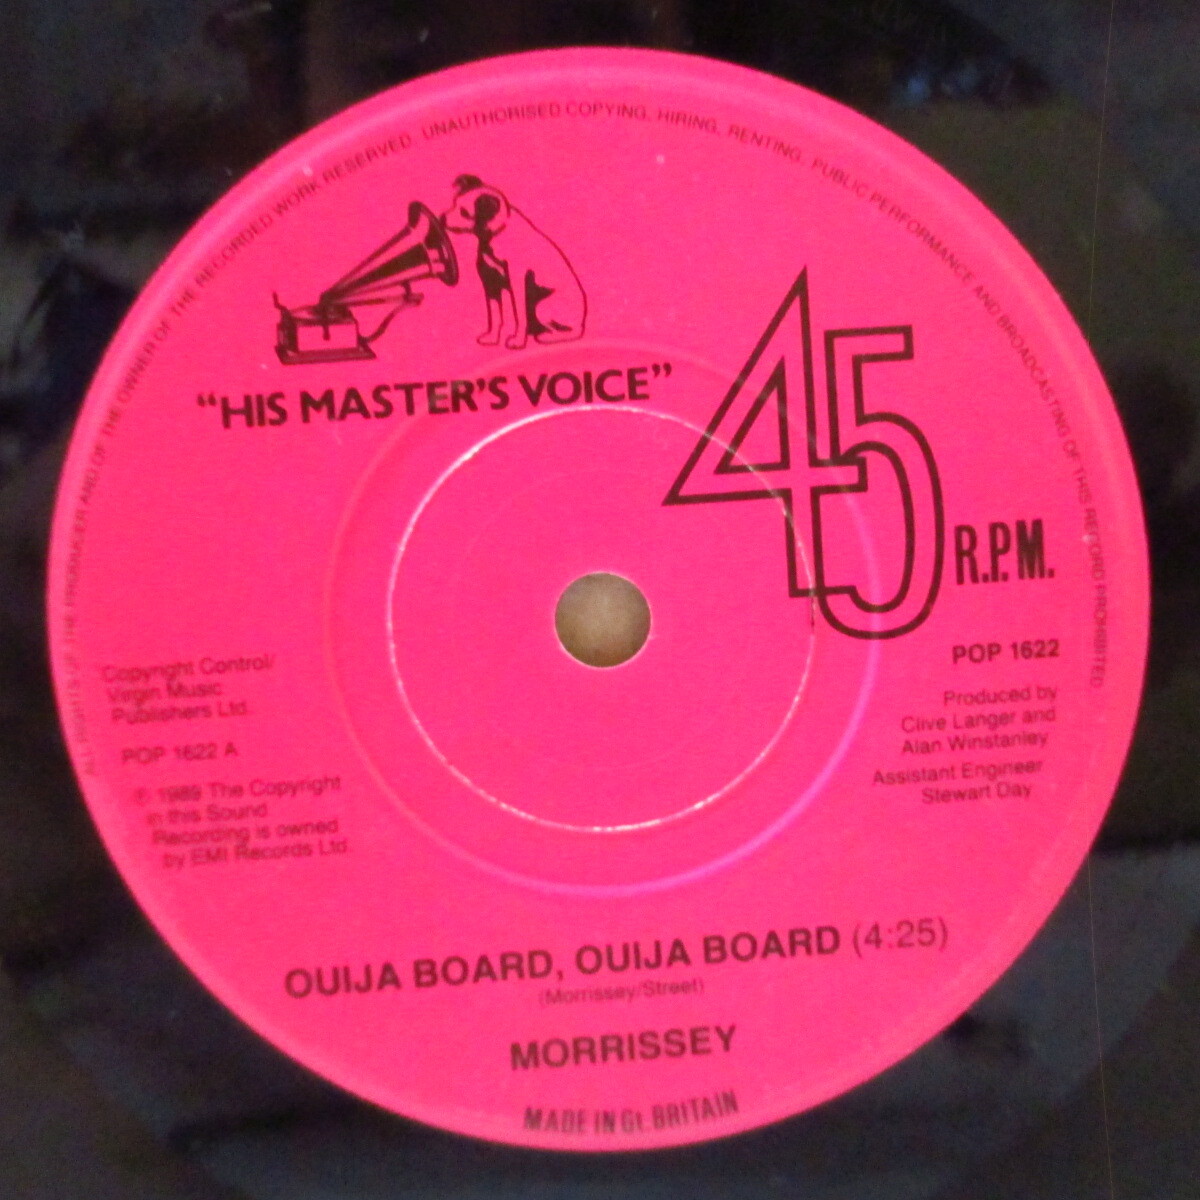 ALL RIGHTS OF THE PRODUCER AND OF THE OWNER OF THE RECORDED WORK RESERVED. UNAUTHORISED COPYING, HIRING, RENTING, PUBLIC PERFORMANCE AND BROADCASTING OF THIS RECORD PROHIBITED
“HIS MASTER'S VOICE”
45 R.P.M.
POP 1622
Produced by
Clive Langer and
Alan Winstanley
Assistant Engineer
Stewart Day
Copyright Control/
Virgin Music
Publishers Ltd.
POP 1622 A
℗ 1989 The Copyright
in this Sound
Recording is owned
by EMI Records Ltd.
OUIJA BOARD, OUIJA BOARD (4:25)
(Morrissey/Street)
MORRISSEY
MADE IN Gt. BRITAIN